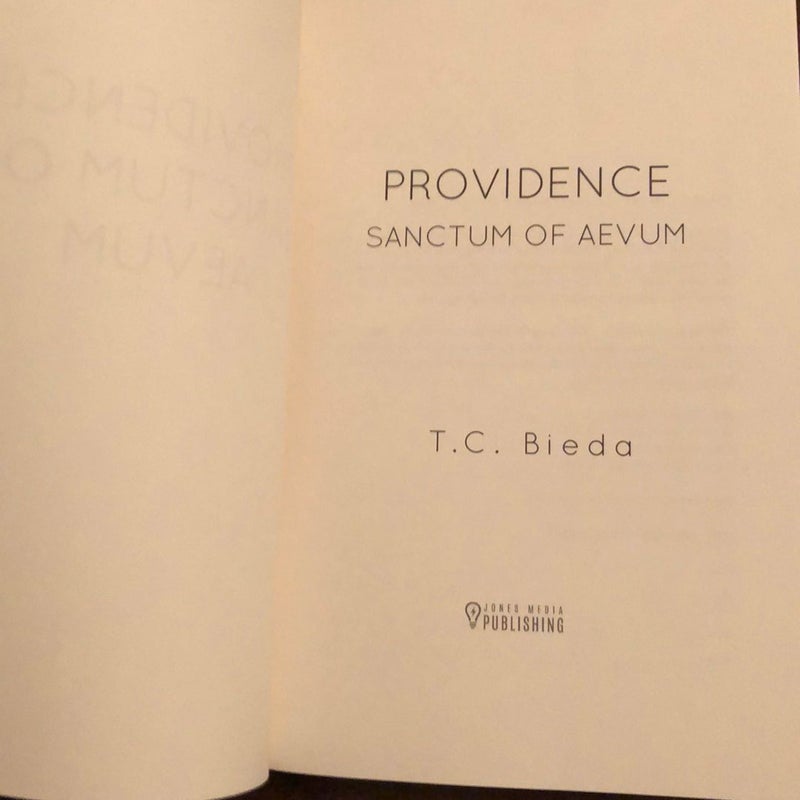 PROVIDENCE
SANCTUM OF AEVUM
T.C. Bieda
JONES MEDIA
PUBLISHING